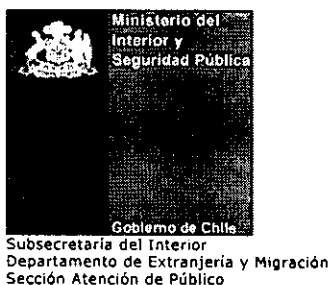 Ministerio del
Interior y
Seguridad Pública
Gobierno de Chile
Subsecretaría del Interior
Departamento de Extranjería y Migración
Sección Atención de Público